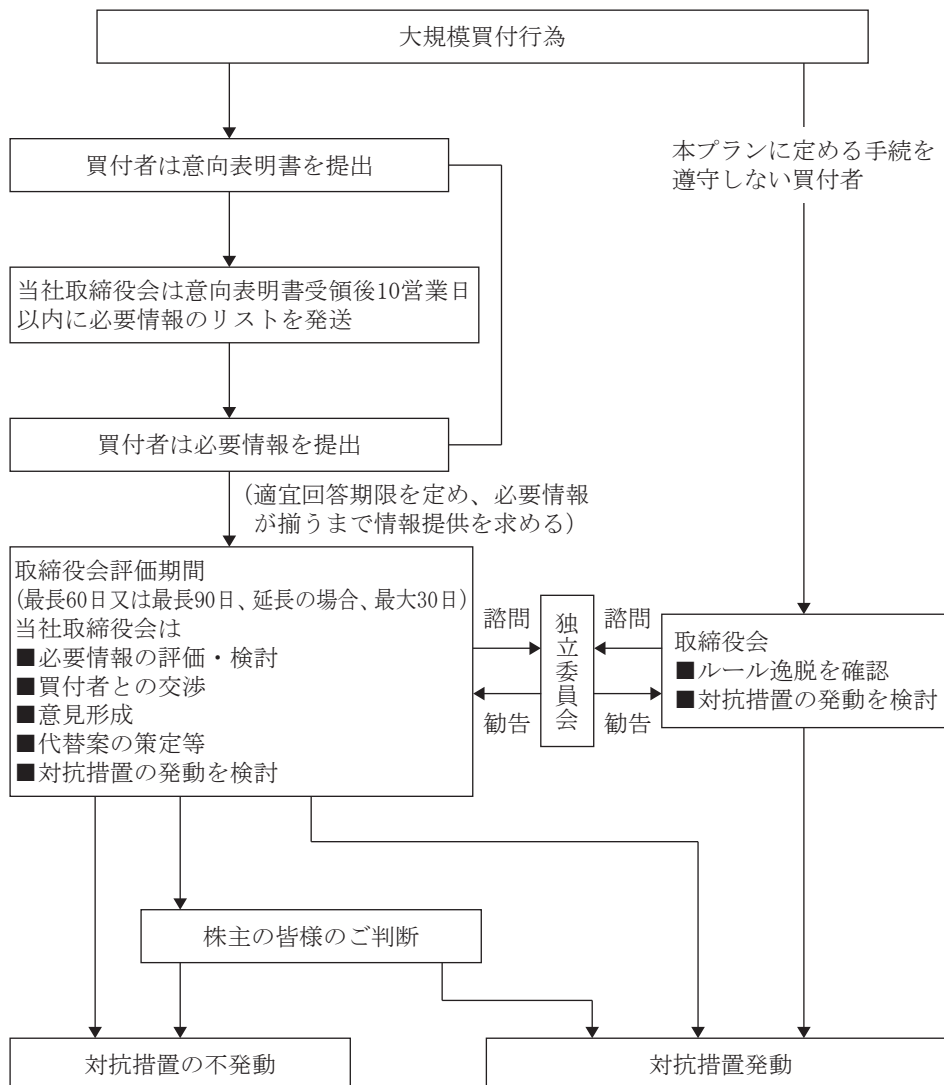 大規模買付行為
買付者は意向表明書を提出
本プランに定める手続を
遵守しない買付者
当社取締役会は意向表明書受領後10営業日
以内に必要情報のリストを発送
買付者は必要情報を提出
(適宜回答期限を定め、必要情報
が揃うまで情報提供を求める)
取締役会評価期間
(最長60日又は最長90日、延長の場合、最大30日)
当社取締役会は
■必要情報の評価・検討
■買付者との交渉
■意見形成
■代替案の策定等
■対抗措置の発動を検討
諮問
勧告
独立委員会
諮問
勧告
取締役会
■ルール逸脱を確認
■対抗措置の発動を検討
株主の皆様のご判断
対抗措置の不発動
対抗措置発動